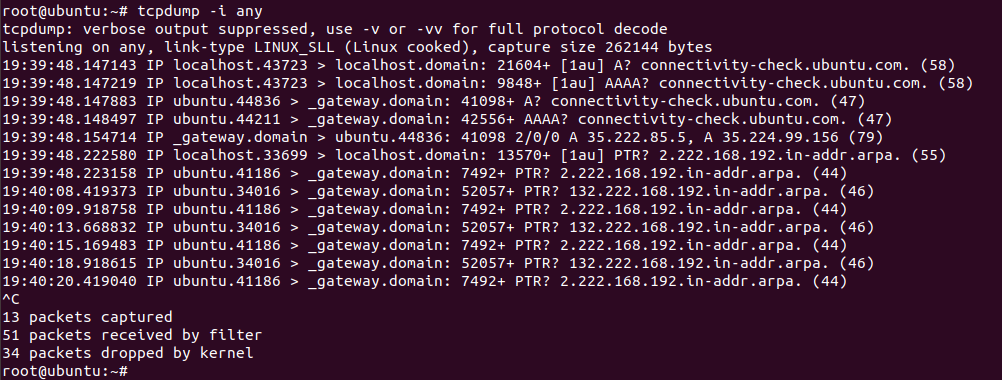 root@ubuntu:~# tcpdump -i any
tcpdump: verbose output suppressed, use -v or -vv for full protocol decode
listening on any, link-type LINUX_SLL (Linux cooked), capture size 262144 bytes
19:39:48.147143 IP localhost.43723 > localhost.domain: 21604+ [1au] A? connectivity-check.ubuntu.com. (58)
19:39:48.147219 IP localhost.43723 > localhost.domain: 9848+ [1au] AAAA? connectivity-check.ubuntu.com. (58)
19:39:48.147883 IP ubuntu.44836 > _gateway.domain: 41098+ A? connectivity-check.ubuntu.com. (47)
19:39:48.148497 IP ubuntu.44211 > _gateway.domain: 42556+ AAAA? connectivity-check.ubuntu.com. (47)
19:39:48.154714 IP _gateway.domain > ubuntu.44836: 41098 2/0/0 A 35.222.85.5, A 35.224.99.156 (79)
19:39:48.222580 IP localhost.33699 > localhost.domain: 13570+ [1au] PTR? 2.222.168.192.in-addr.arpa. (55)
19:39:48.223158 IP ubuntu.41186 > _gateway.domain: 7492+ PTR? 2.222.168.192.in-addr.arpa. (44)
19:40:08.419373 IP ubuntu.34016 > _gateway.domain: 52057+ PTR? 132.222.168.192.in-addr.arpa. (46)
19:40:09.918758 IP ubuntu.41186 > _gateway.domain: 7492+ PTR? 2.222.168.192.in-addr.arpa. (44)
19:40:13.668832 IP ubuntu.34016 > _gateway.domain: 52057+ PTR? 132.222.168.192.in-addr.arpa. (46)
19:40:15.169483 IP ubuntu.41186 > _gateway.domain: 7492+ PTR? 2.222.168.192.in-addr.arpa. (44)
19:40:18.918615 IP ubuntu.34016 > _gateway.domain: 52057+ PTR? 132.222.168.192.in-addr.arpa. (46)
19:40:20.419040 IP ubuntu.41186 > _gateway.domain: 7492+ PTR? 2.222.168.192.in-addr.arpa. (44)
^C
13 packets captured
51 packets received by filter
34 packets dropped by kernel
root@ubuntu:~#